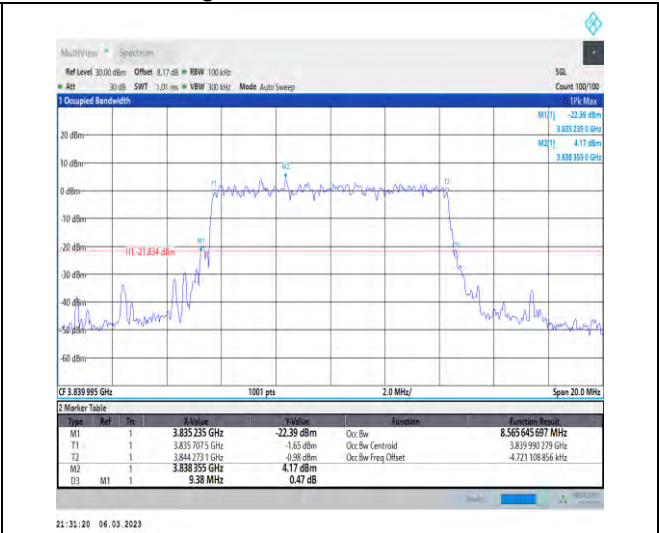 MultiView Spectrum
Ref Level 30.00 dBm Offset 8.17 dB RBW 100 kHz SGL
Att 30 dB SWT 1.01 ms VBW 300 kHz Mode Auto Sweep Count 100/100
1 Occupied Bandwidth 1Pk Max
M1[1] -22.39 dBm
3.835 235 0 GHz
M2[1] 4.17 dBm
3.838 355 0 GHz
20 dBm
10 dBm
0 dBm
-10 dBm
-20 dBm
-30 dBm
-40 dBm
-50 dBm
-60 dBm
M2
T1
T2
M1
H1 -21.834 dBm
CF 3.839 995 GHz 1001 pts 2.0 MHz/ Span 20.0 MHz
2 Marker Table
Type Ref Trc X-Value Y-Value Function Function Result
M1 1 3.835 235 GHz -22.39 dBm Occ Bw 8.565 645 697 MHz
T1 1 3.835 707 5 GHz -1.65 dBm Occ Bw Centroid 3.839 990 279 GHz
T2 1 3.844 273 1 GHz -0.98 dBm Occ Bw Freq Offset -4.721 108 856 kHz
M2 1 3.838 355 GHz 4.17 dBm
D3 M1 1 9.38 MHz 0.47 dB
21:31:20 06.03.2023